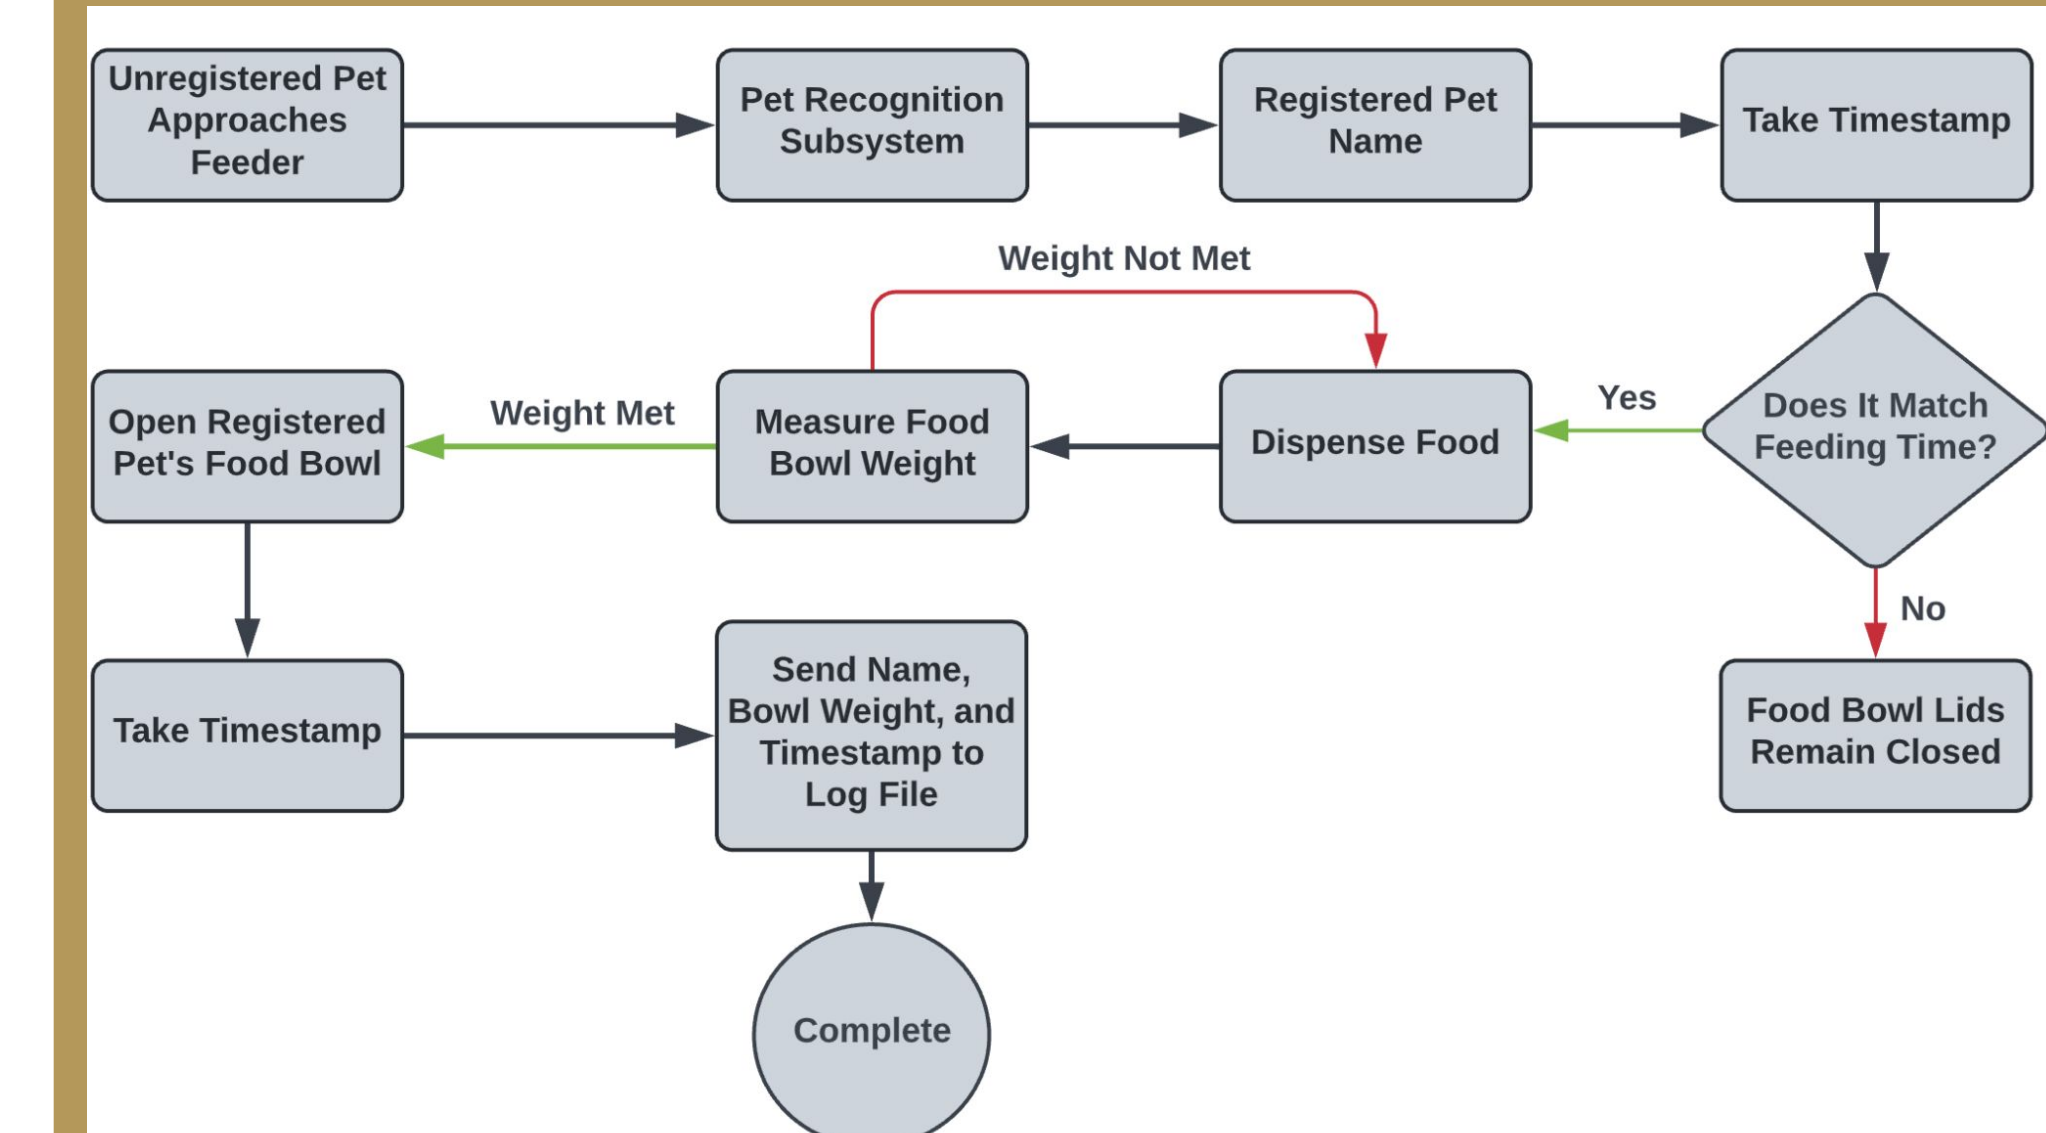 Unregistered Pet
Approaches
Feeder
Pet Recognition
Subsystem
Registered Pet
Name
Take Timestamp
Weight Not Met
Does It Match
Feeding Time?
Yes
No
Dispense Food
Measure Food
Bowl Weight
Weight Met
Open Registered
Pet's Food Bowl
Take Timestamp
Send Name,
Bowl Weight, and
Timestamp to
Log File
Food Bowl Lids
Remain Closed
Complete